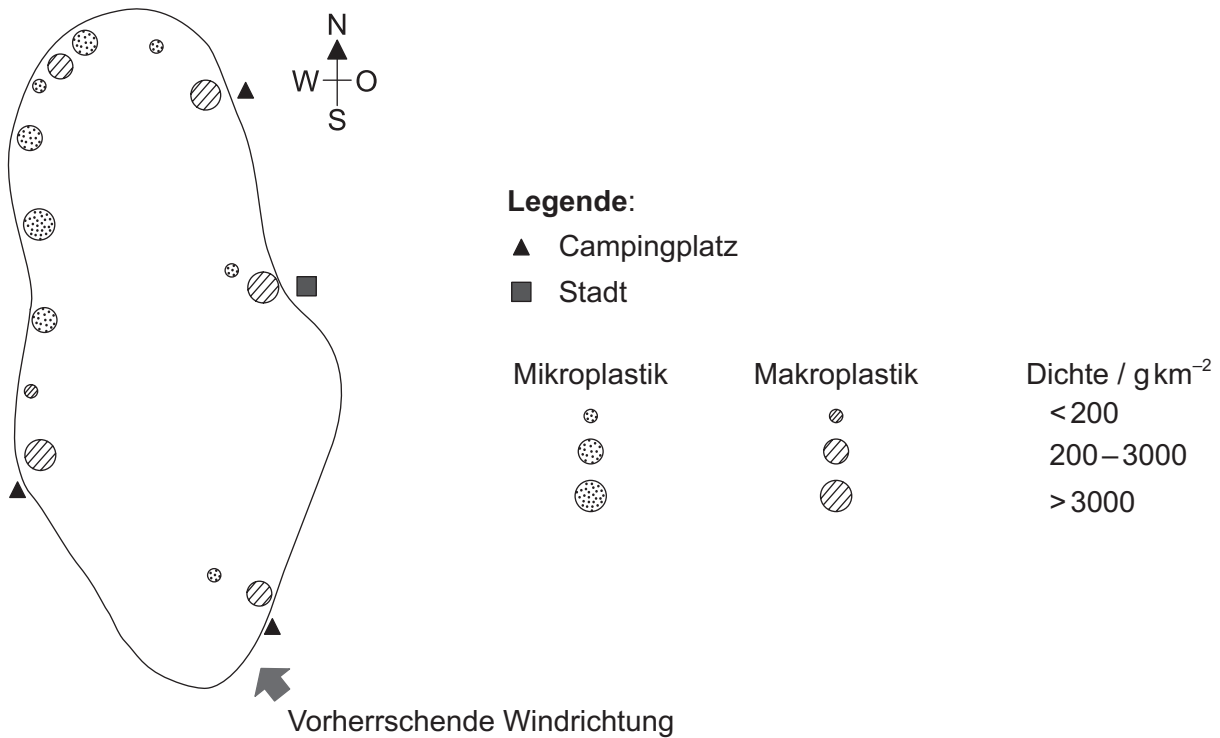 N
W O
S
Legende:
Campingplatz
Stadt
Mikroplastik Makroplastik Dichte / g km⁻²
< 200
200 – 3000
> 3000
Vorherrschende Windrichtung